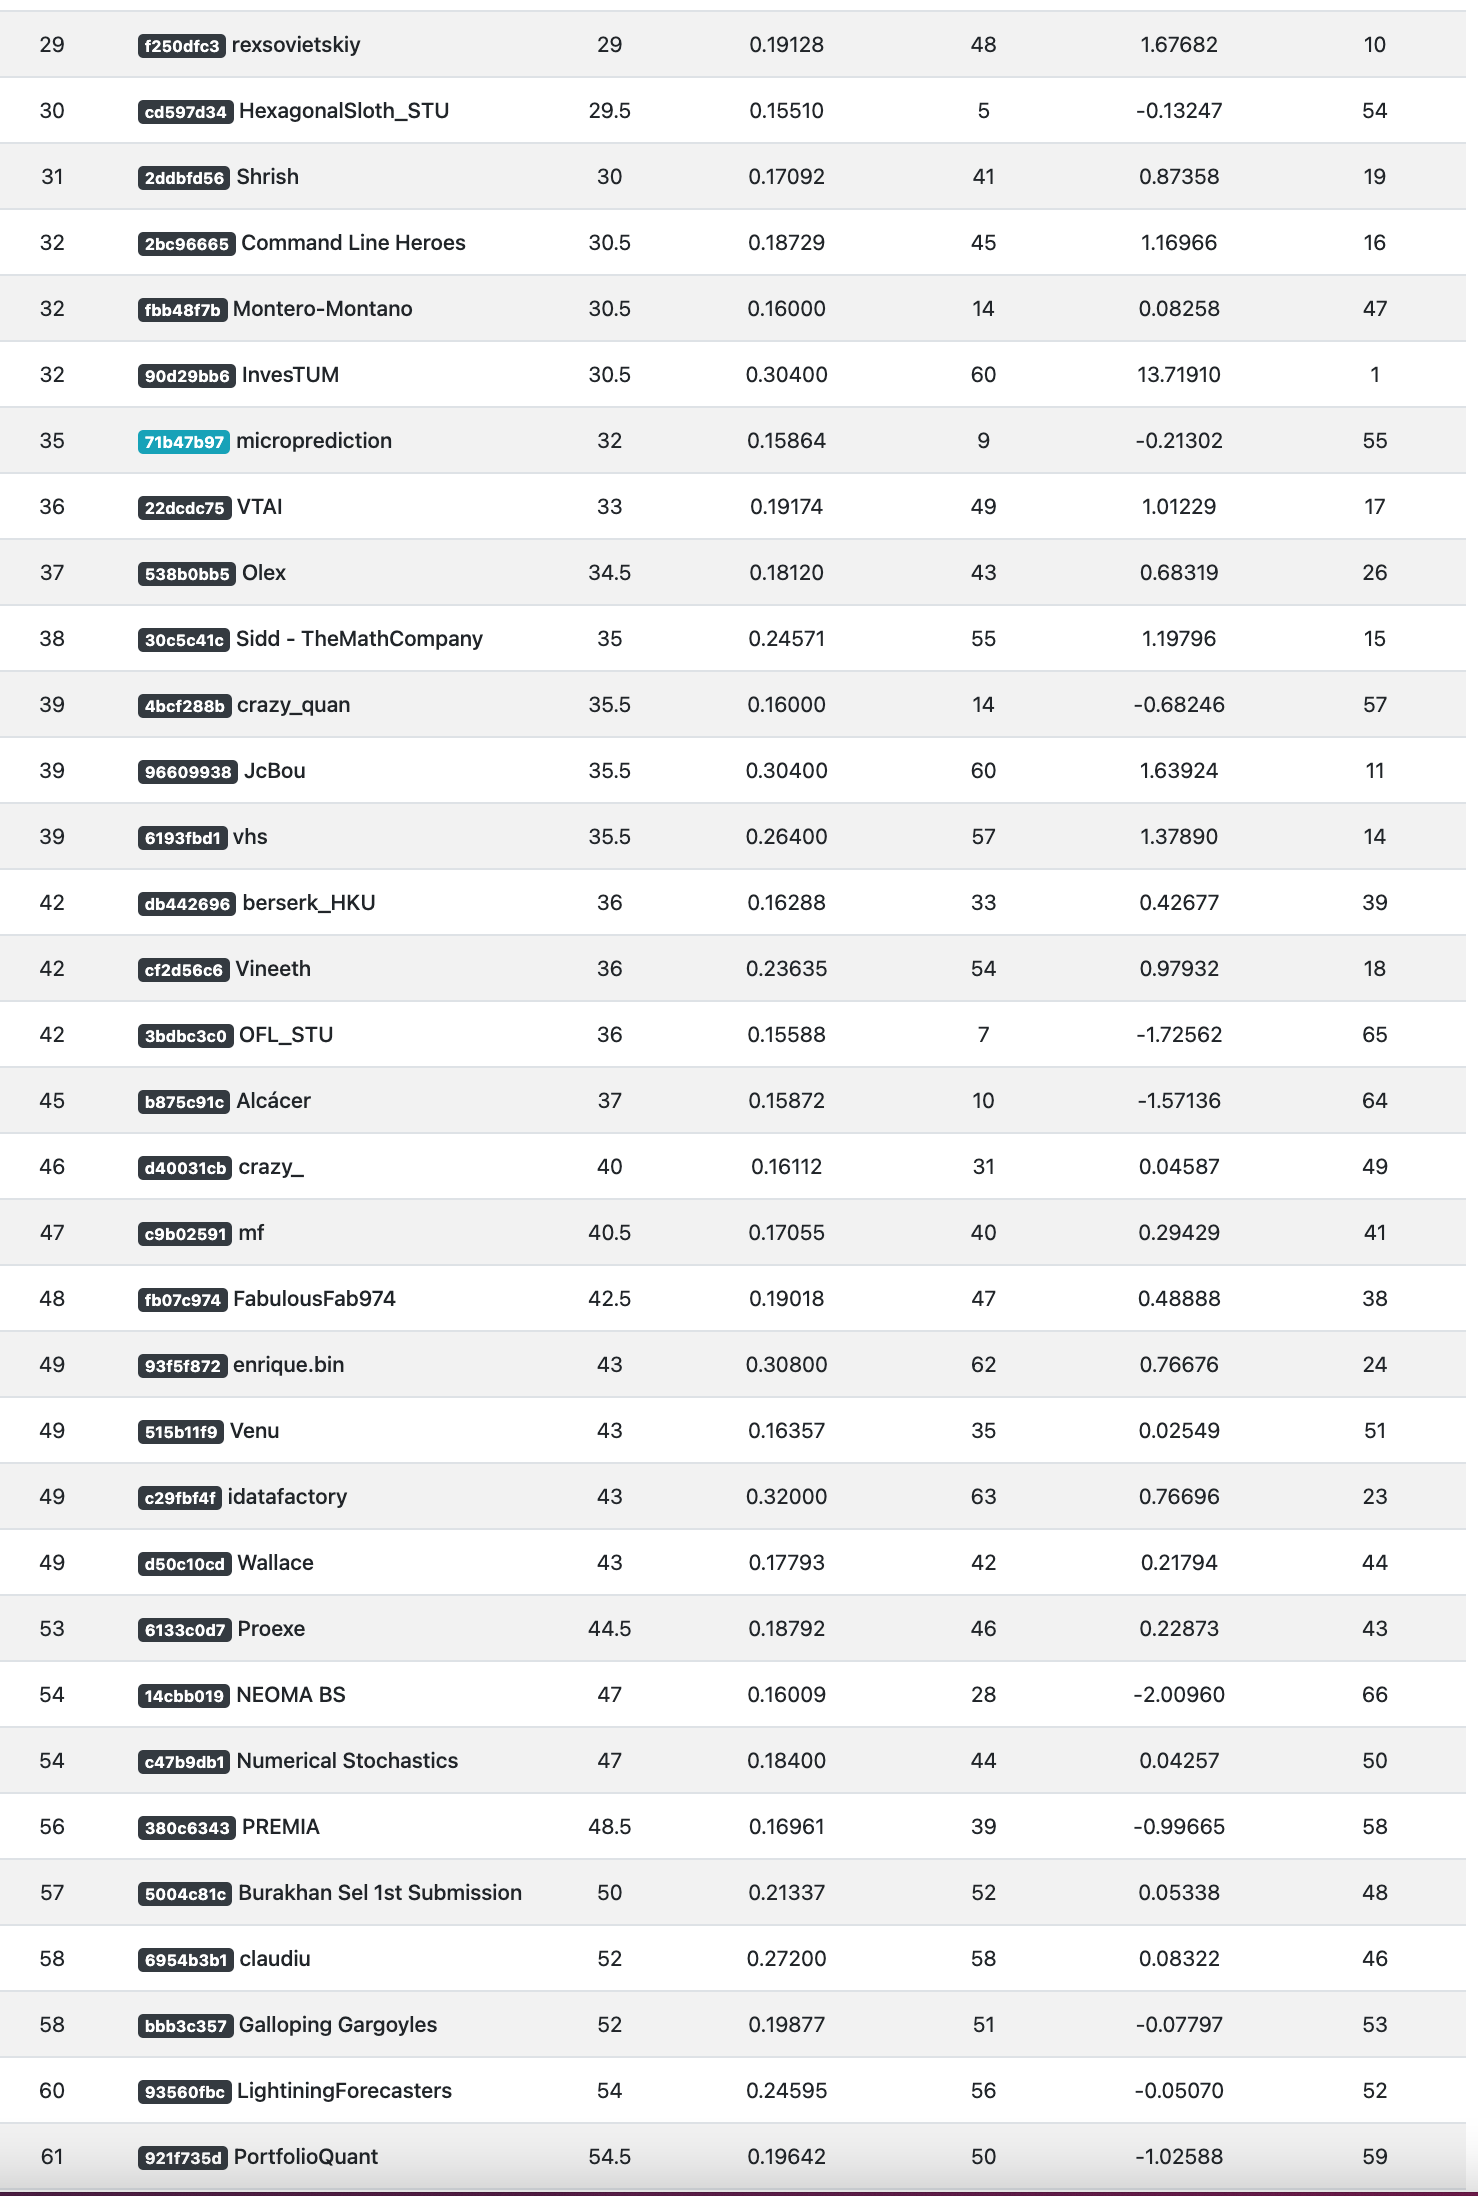 29 f250dfc3 rexsovietskiy 29 0.19128 48 1.67682 10
30 cd597d34 HexagonalSloth_STU 29.5 0.15510 5 -0.13247 54
31 2ddbfd56 Shrish 30 0.17092 41 0.87358 19
32 2bc96665 Command Line Heroes 30.5 0.18729 45 1.16966 16
32 fbb48f7b Montero-Montano 30.5 0.16000 14 0.08258 47
32 90d29bb6 InvesTUM 30.5 0.30400 60 13.71910 1
35 71b47b97 microprediction 32 0.15864 9 -0.21302 55
36 22dcdc75 VTAI 33 0.19174 49 1.01229 17
37 538b0bb5 Olex 34.5 0.18120 43 0.68319 26
38 30c5c41c Sidd - TheMathCompany 35 0.24571 55 1.19796 15
39 4bcf288b crazy_quan 35.5 0.16000 14 -0.68246 57
39 96609938 JcBou 35.5 0.30400 60 1.63924 11
39 6193fbd1 vhs 35.5 0.26400 57 1.37890 14
42 db442696 berserk_HKU 36 0.16288 33 0.42677 39
42 cf2d56c6 Vineeth 36 0.23635 54 0.97932 18
42 3bdbc3c0 OFL_STU 36 0.15588 7 -1.72562 65
45 b875c91c Alcácer 37 0.15872 10 -1.57136 64
46 d40031cb crazy_ 40 0.16112 31 0.04587 49
47 c9b02591 mf 40.5 0.17055 40 0.29429 41
48 fb07c974 FabulousFab974 42.5 0.19018 47 0.48888 38
49 93f5f872 enrique.bin 43 0.30800 62 0.76676 24
49 515b11f9 Venu 43 0.16357 35 0.02549 51
49 c29fbf4f idatafactory 43 0.32000 63 0.76696 23
49 d50c10cd Wallace 43 0.17793 42 0.21794 44
53 6133c0d7 Proexe 44.5 0.18792 46 0.22873 43
54 14cbb019 NEOMA BS 47 0.16009 28 -2.00960 66
54 c47b9db1 Numerical Stochastics 47 0.18400 44 0.04257 50
56 380c6343 PREMIA 48.5 0.16961 39 -0.99665 58
57 5004c81c Burakhan Sel 1st Submission 50 0.21337 52 0.05338 48
58 6954b3b1 claudiu 52 0.27200 58 0.08322 46
58 bbb3c357 Galloping Gargoyles 52 0.19877 51 -0.07797 53
60 93560fbc LightiningForecasters 54 0.24595 56 -0.05070 52
61 921f735d PortfolioQuant 54.5 0.19642 50 -1.02588 59